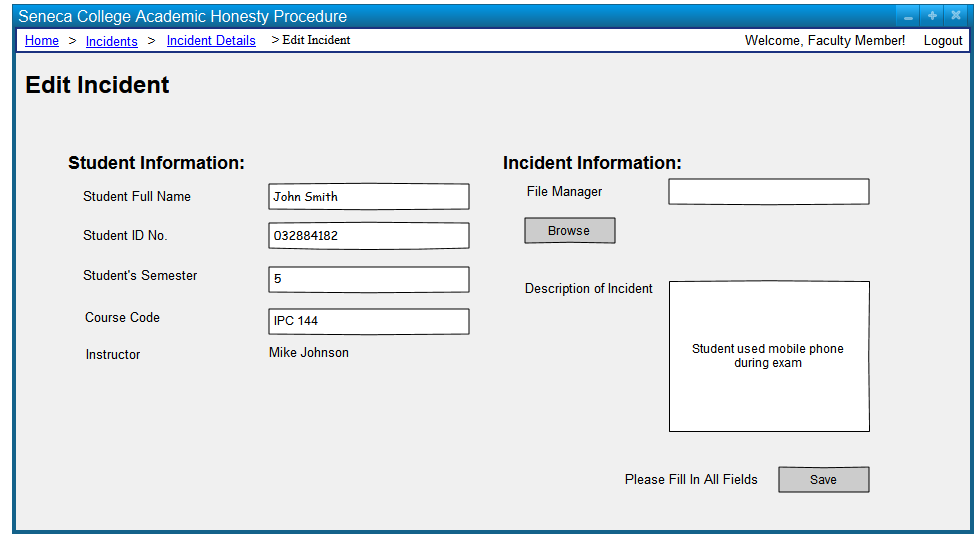 Seneca College Academic Honesty Procedure
Home > Incidents > Incident Details > Edit Incident
Welcome, Faculty Member! Logout
Edit Incident
Student Information:
Student Full Name John Smith
Student ID No. 032884182
Student's Semester 5
Course Code IPC 144
Instructor Mike Johnson
Incident Information:
File Manager
Browse
Description of Incident
Student used mobile phone
during exam
Please Fill In All Fields Save